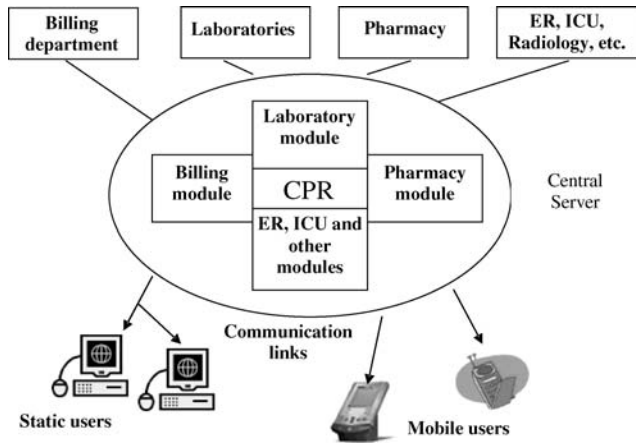 Billing
department
Laboratories
Pharmacy
ER, ICU,
Radiology, etc.
Laboratory
module
Billing
module
CPR
Pharmacy
module
ER, ICU and
other
modules
Central
Server
Communication
links
Static users
Mobile users